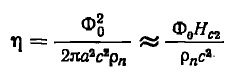 η = Φ₀² / 2πa²c²ρₙ ≈ Φ₀H_c2 / ρₙc²